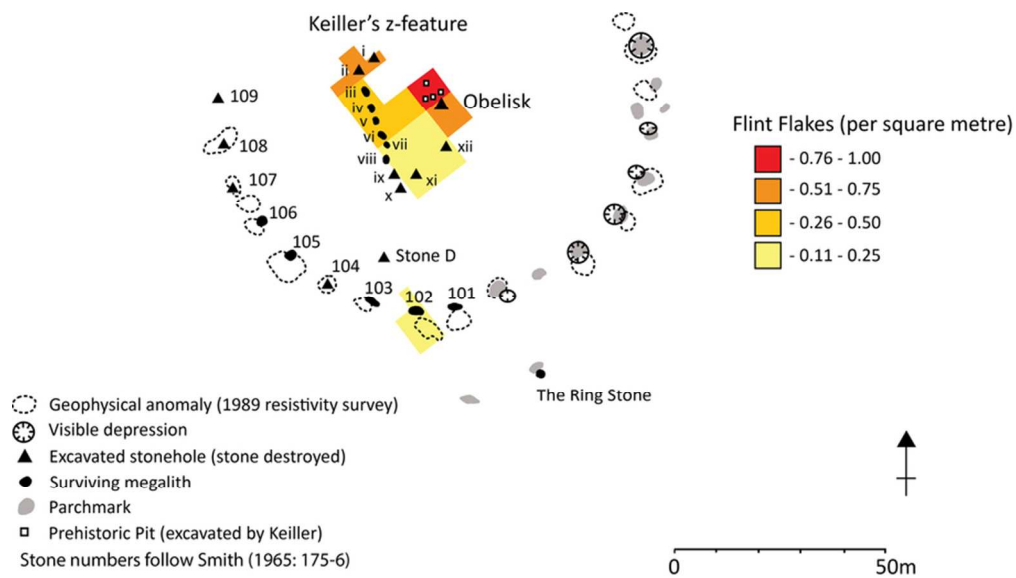 Keiller's z-feature
i
ii
iii
iv
v
vi
vii
viii
ix
x
xi
xii
Obelisk
109
108
107
106
105
104
103
102
101
Stone D
The Ring Stone
Flint Flakes (per square metre)
- 0.76 - 1.00
- 0.51 - 0.75
- 0.26 - 0.50
- 0.11 - 0.25
Geophysical anomaly (1989 resistivity survey)
Visible depression
Excavated stonehole (stone destroyed)
Surviving megalith
Parchmark
Prehistoric Pit (excavated by Keiller)
Stone numbers follow Smith (1965: 175-6)
0 50m